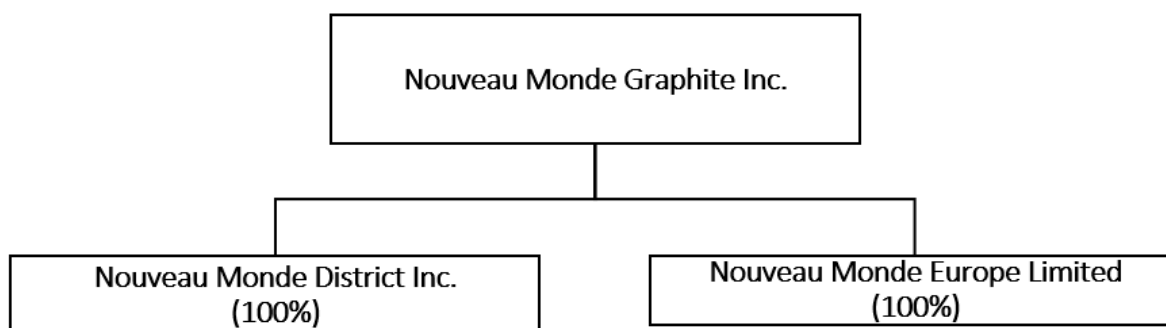 Nouveau Monde Graphite Inc.
Nouveau Monde District Inc.
(100%)
Nouveau Monde Europe Limited
(100%)